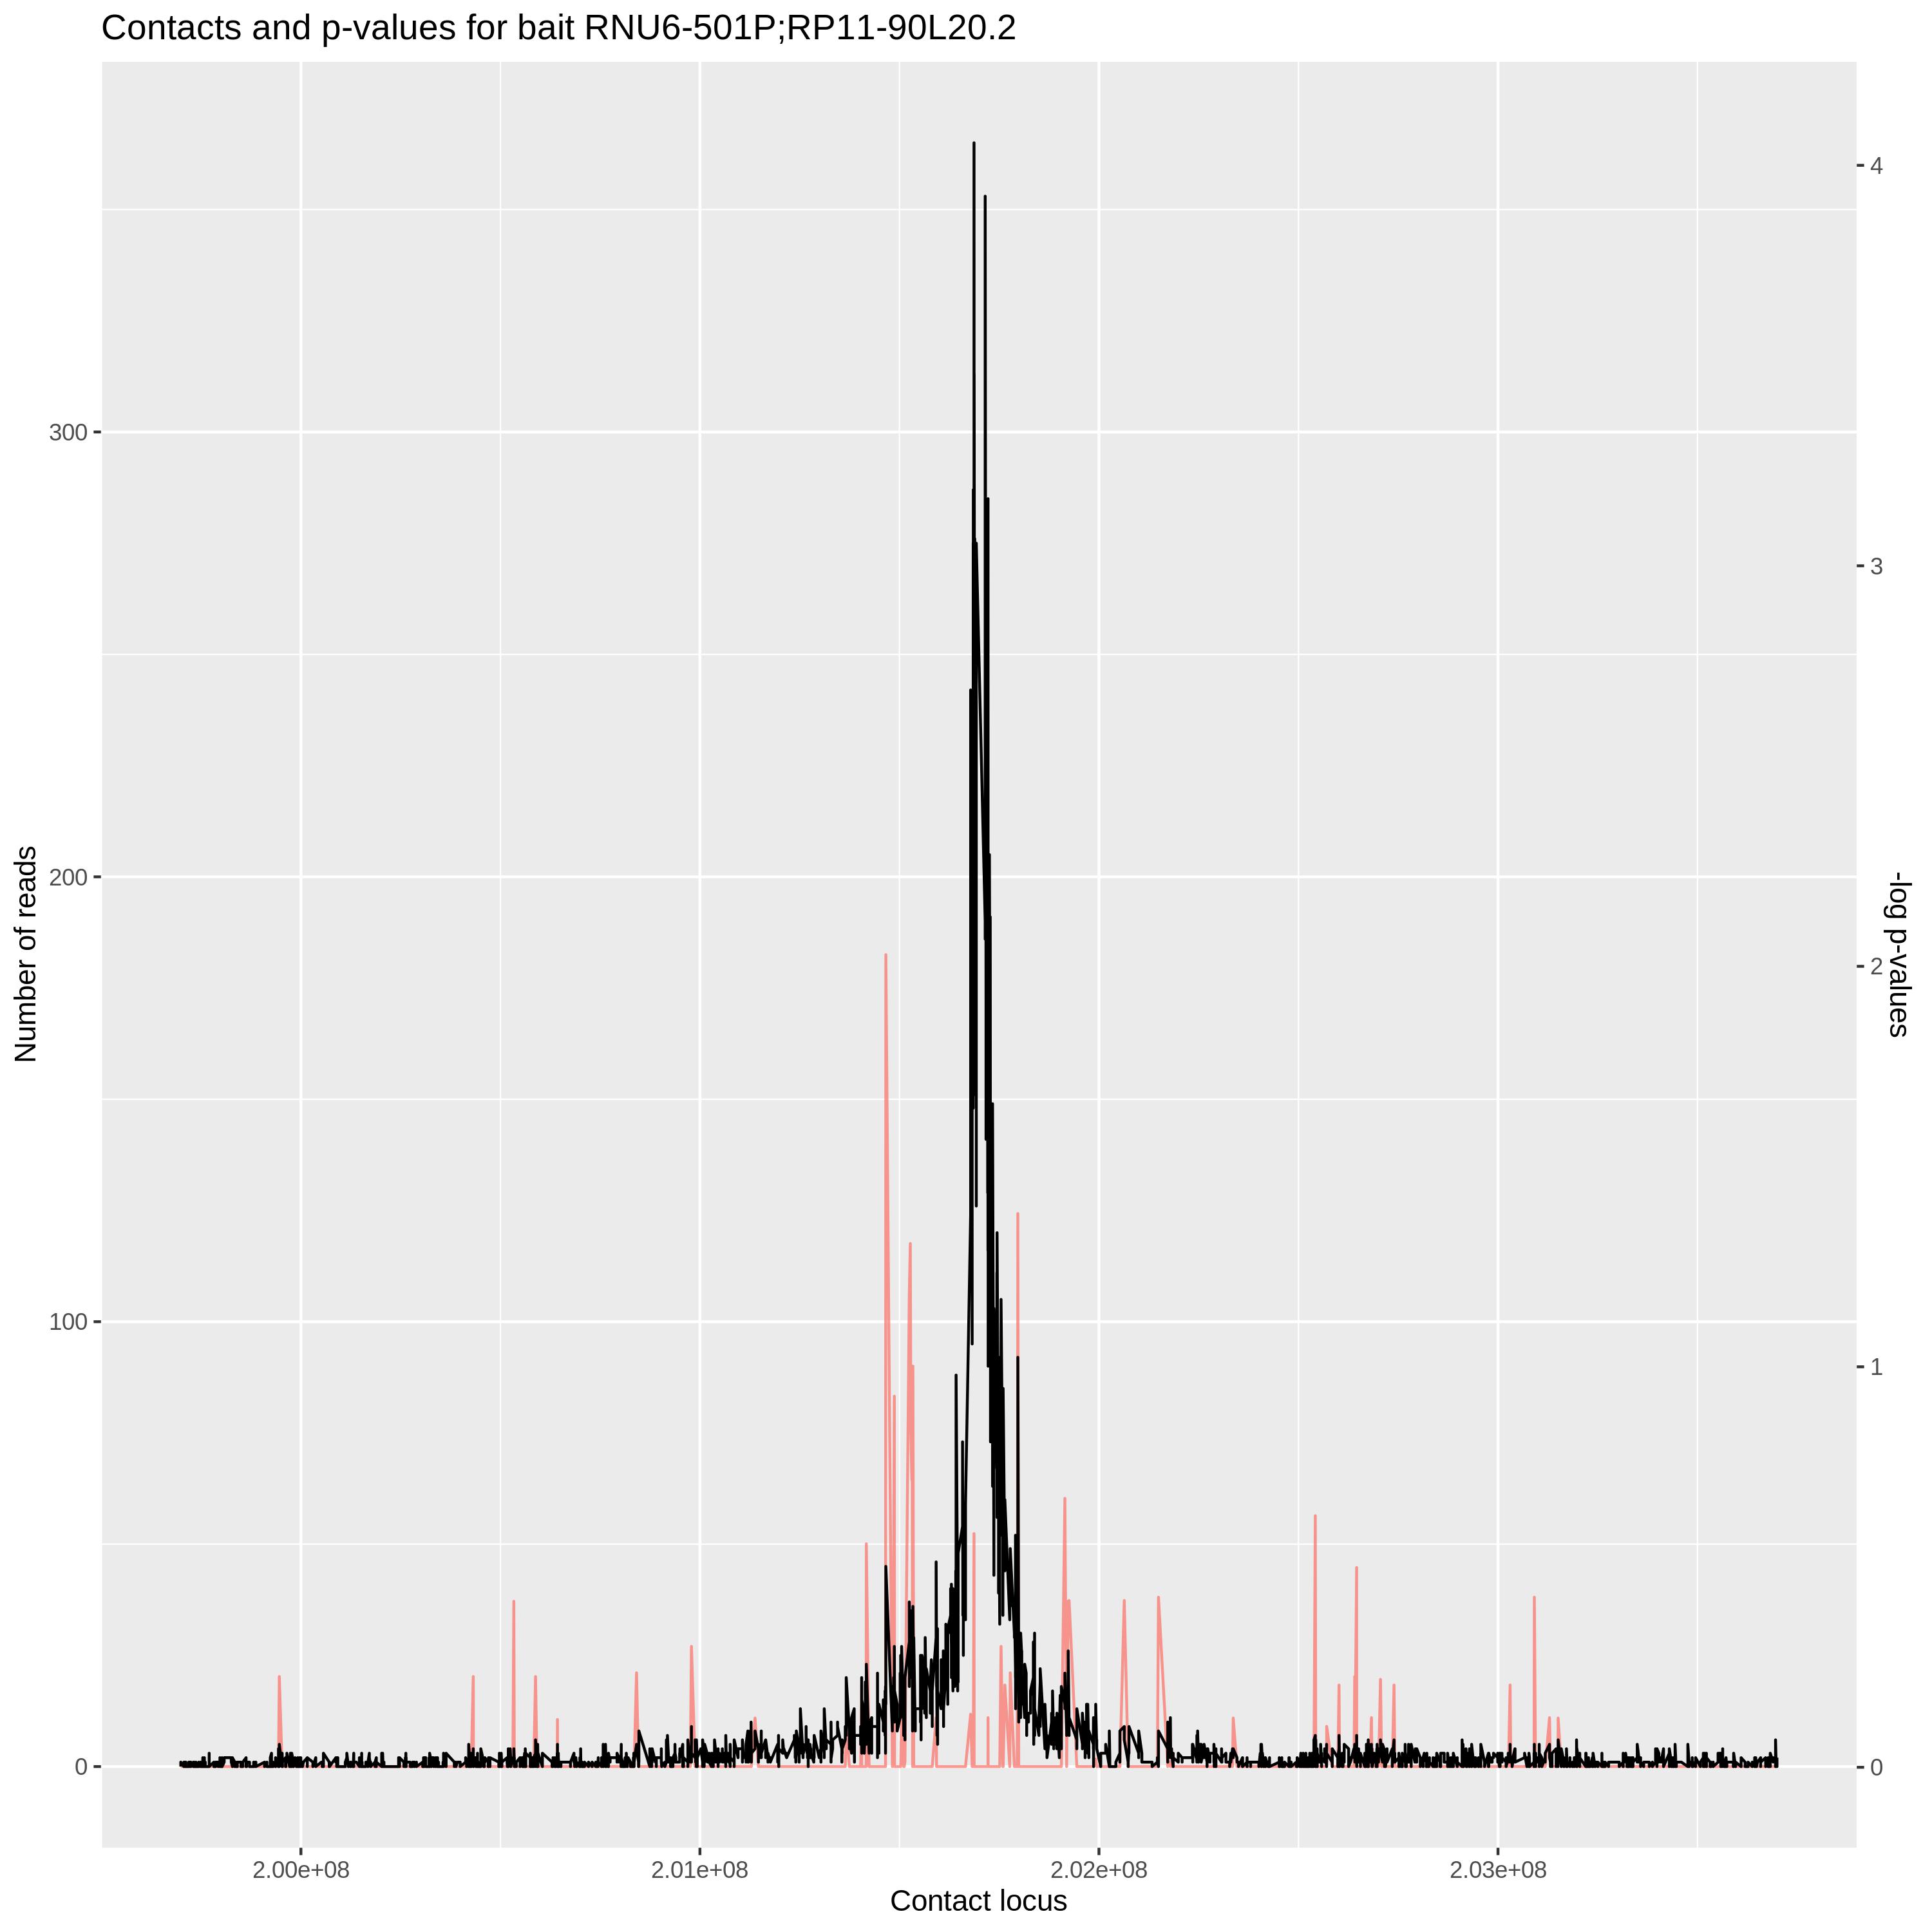 Contacts and p-values for bait RNU6-501P;RP11-90L20.2
Number of reads
300
200
100
0
4
3
2
1
0
-log p-values
2.00e+08
2.01e+08
2.02e+08
2.03e+08
Contact locus